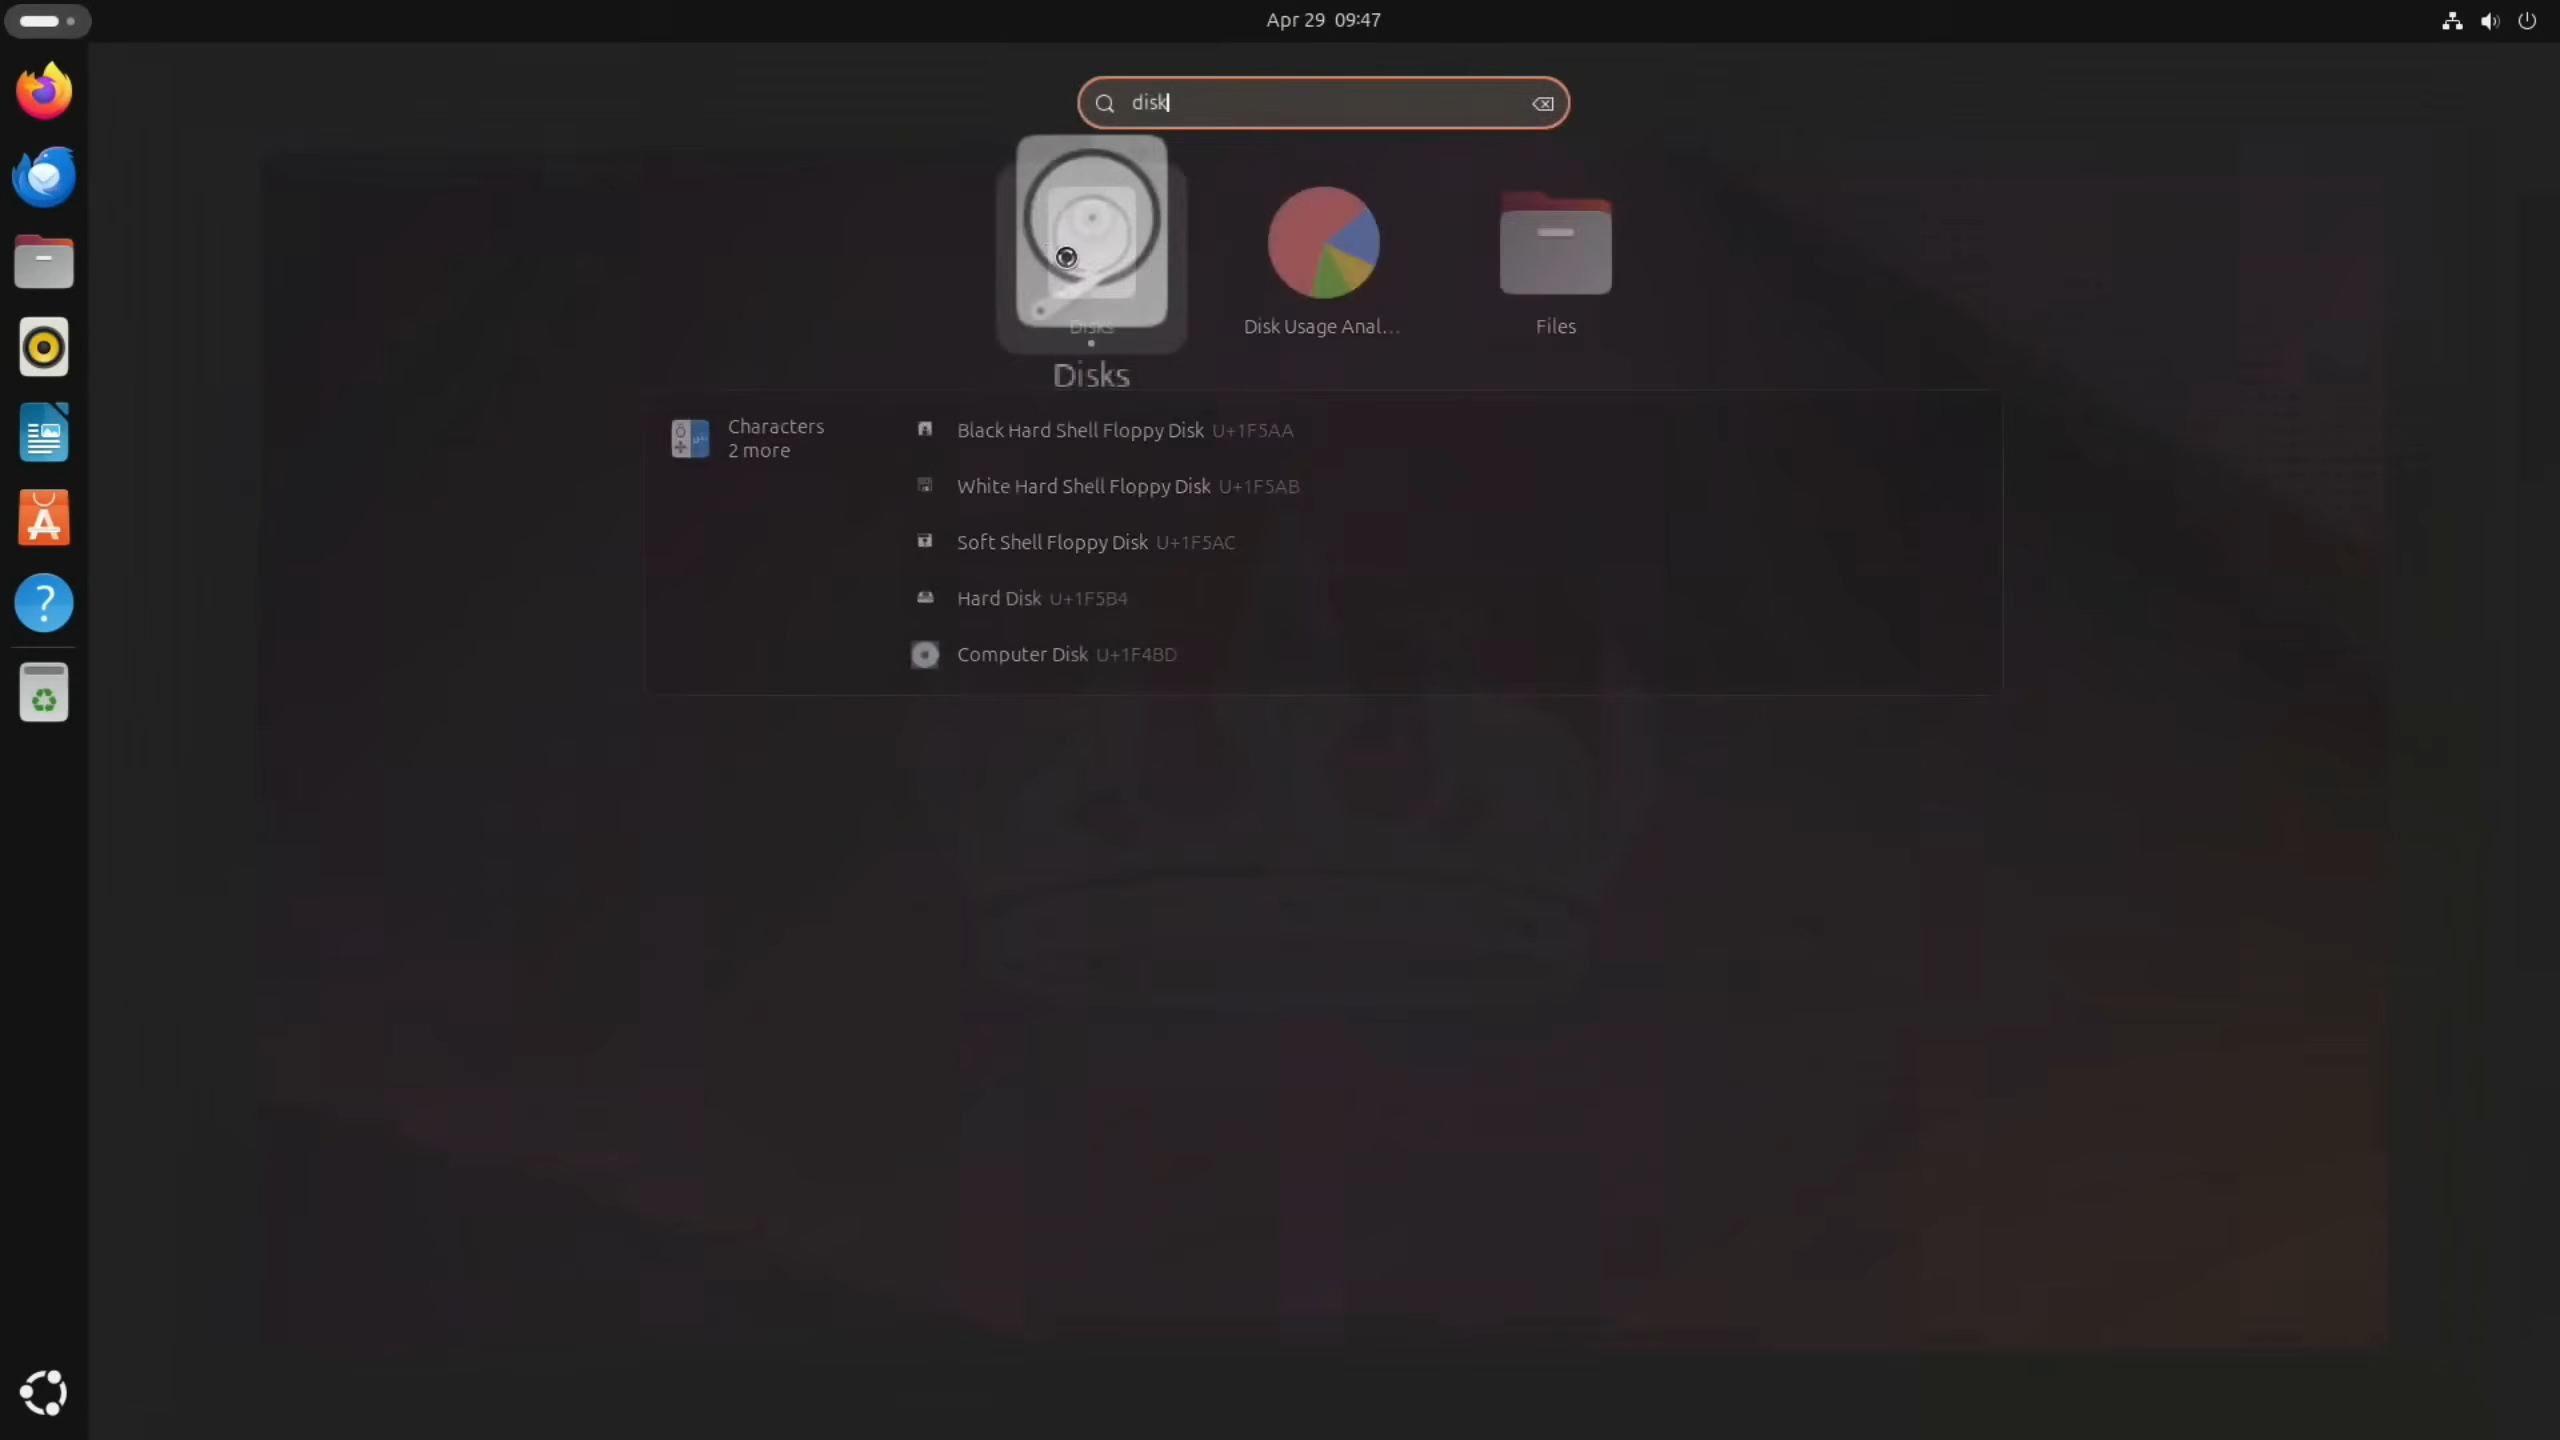 Apr 29 09:47
disk
Disks
Disk Usage Anal...
Files
Disks
Characters
2 more
Black Hard Shell Floppy Disk U+1F5AA
White Hard Shell Floppy Disk U+1F5AB
Soft Shell Floppy Disk U+1F5AC
Hard Disk U+1F5B4
Computer Disk U+1F4BD